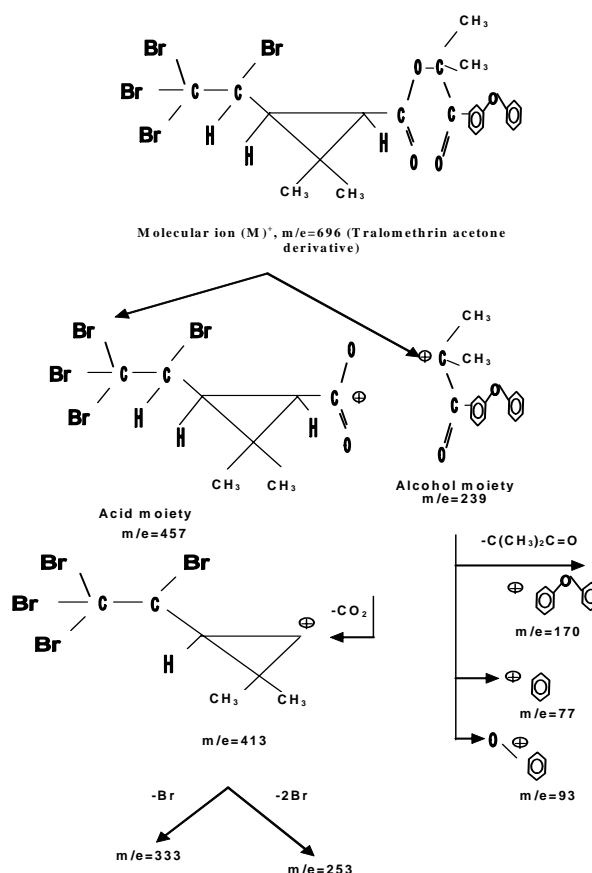 CH₃
Br Br O
O–C
Br C C CH₃
C C O
Br H H H
O O
CH₃ CH₃
Molecular ion (M)⁺, m/e=696 (Tralomethrin acetone
derivative)
Br Br O CH₃
⊕ C
Br C C C ⊕ CH₃
Br H C O
H H O
O
CH₃ CH₃
Alcohol moiety
m/e=239
Acid moiety
m/e=457
-C(CH₃)₂C=O
Br Br
O
Br C C -CO₂ ⊕
⊕
Br H m/e=170
CH₃ CH₃
⊕
m/e=77
m/e=413
O ⊕
m/e=93
-Br -2Br
m/e=333
m/e=253